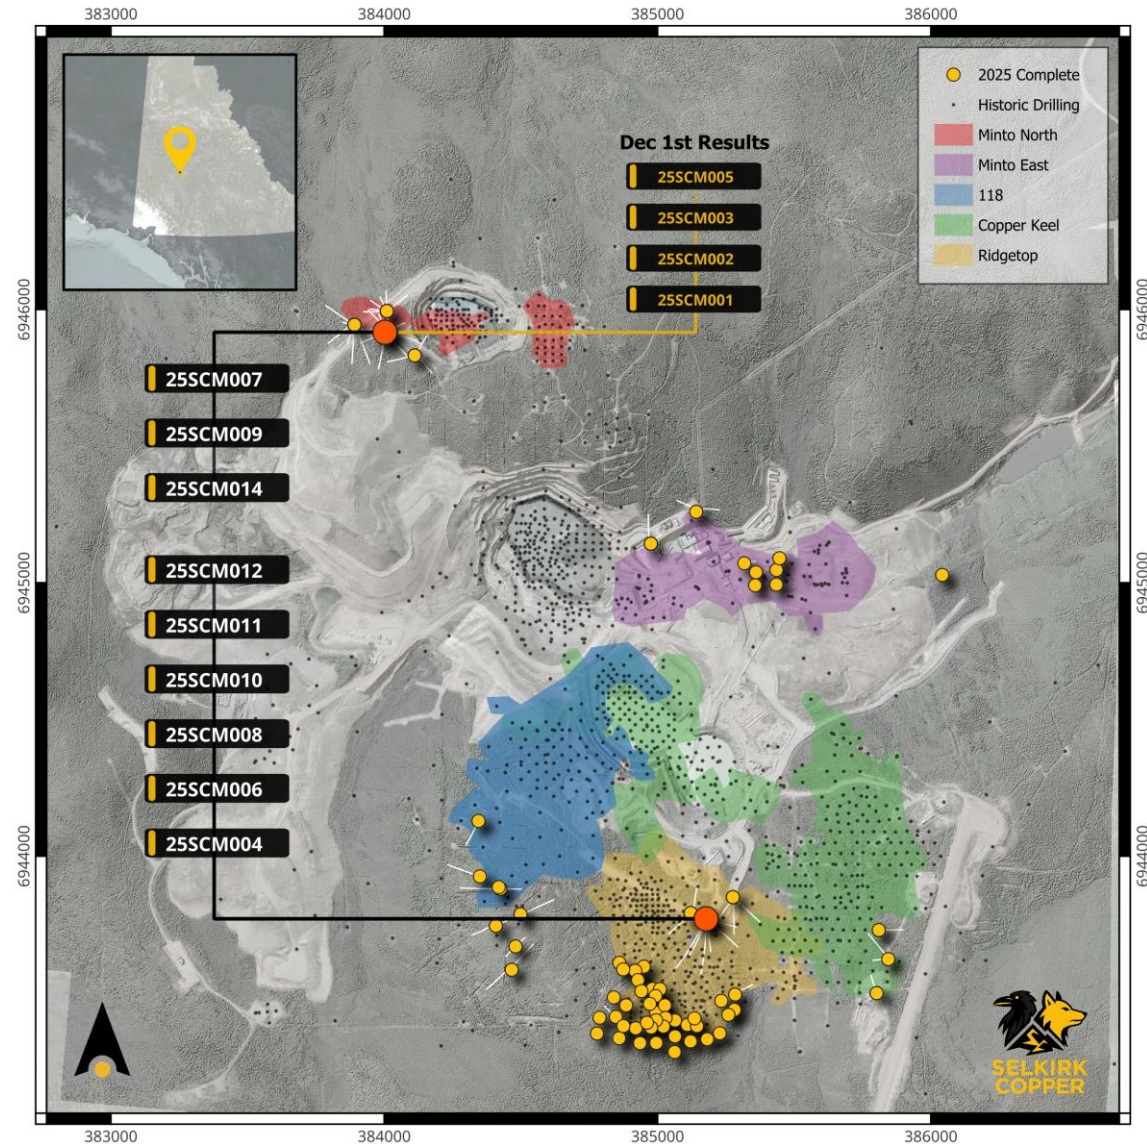 383000
384000
385000
386000
2025 Complete
Historic Drilling
Minto North
Minto East
118
Copper Keel
Ridgetop
Dec 1st Results
25SCM005
25SCM003
25SCM002
25SCM001
6946000
6946000
25SCM007
25SCM009
25SCM014
25SCM012
25SCM011
25SCM010
25SCM008
25SCM006
25SCM004
6945000
6945000
6944000
6944000
SELKIRK
COPPER
383000
384000
385000
386000